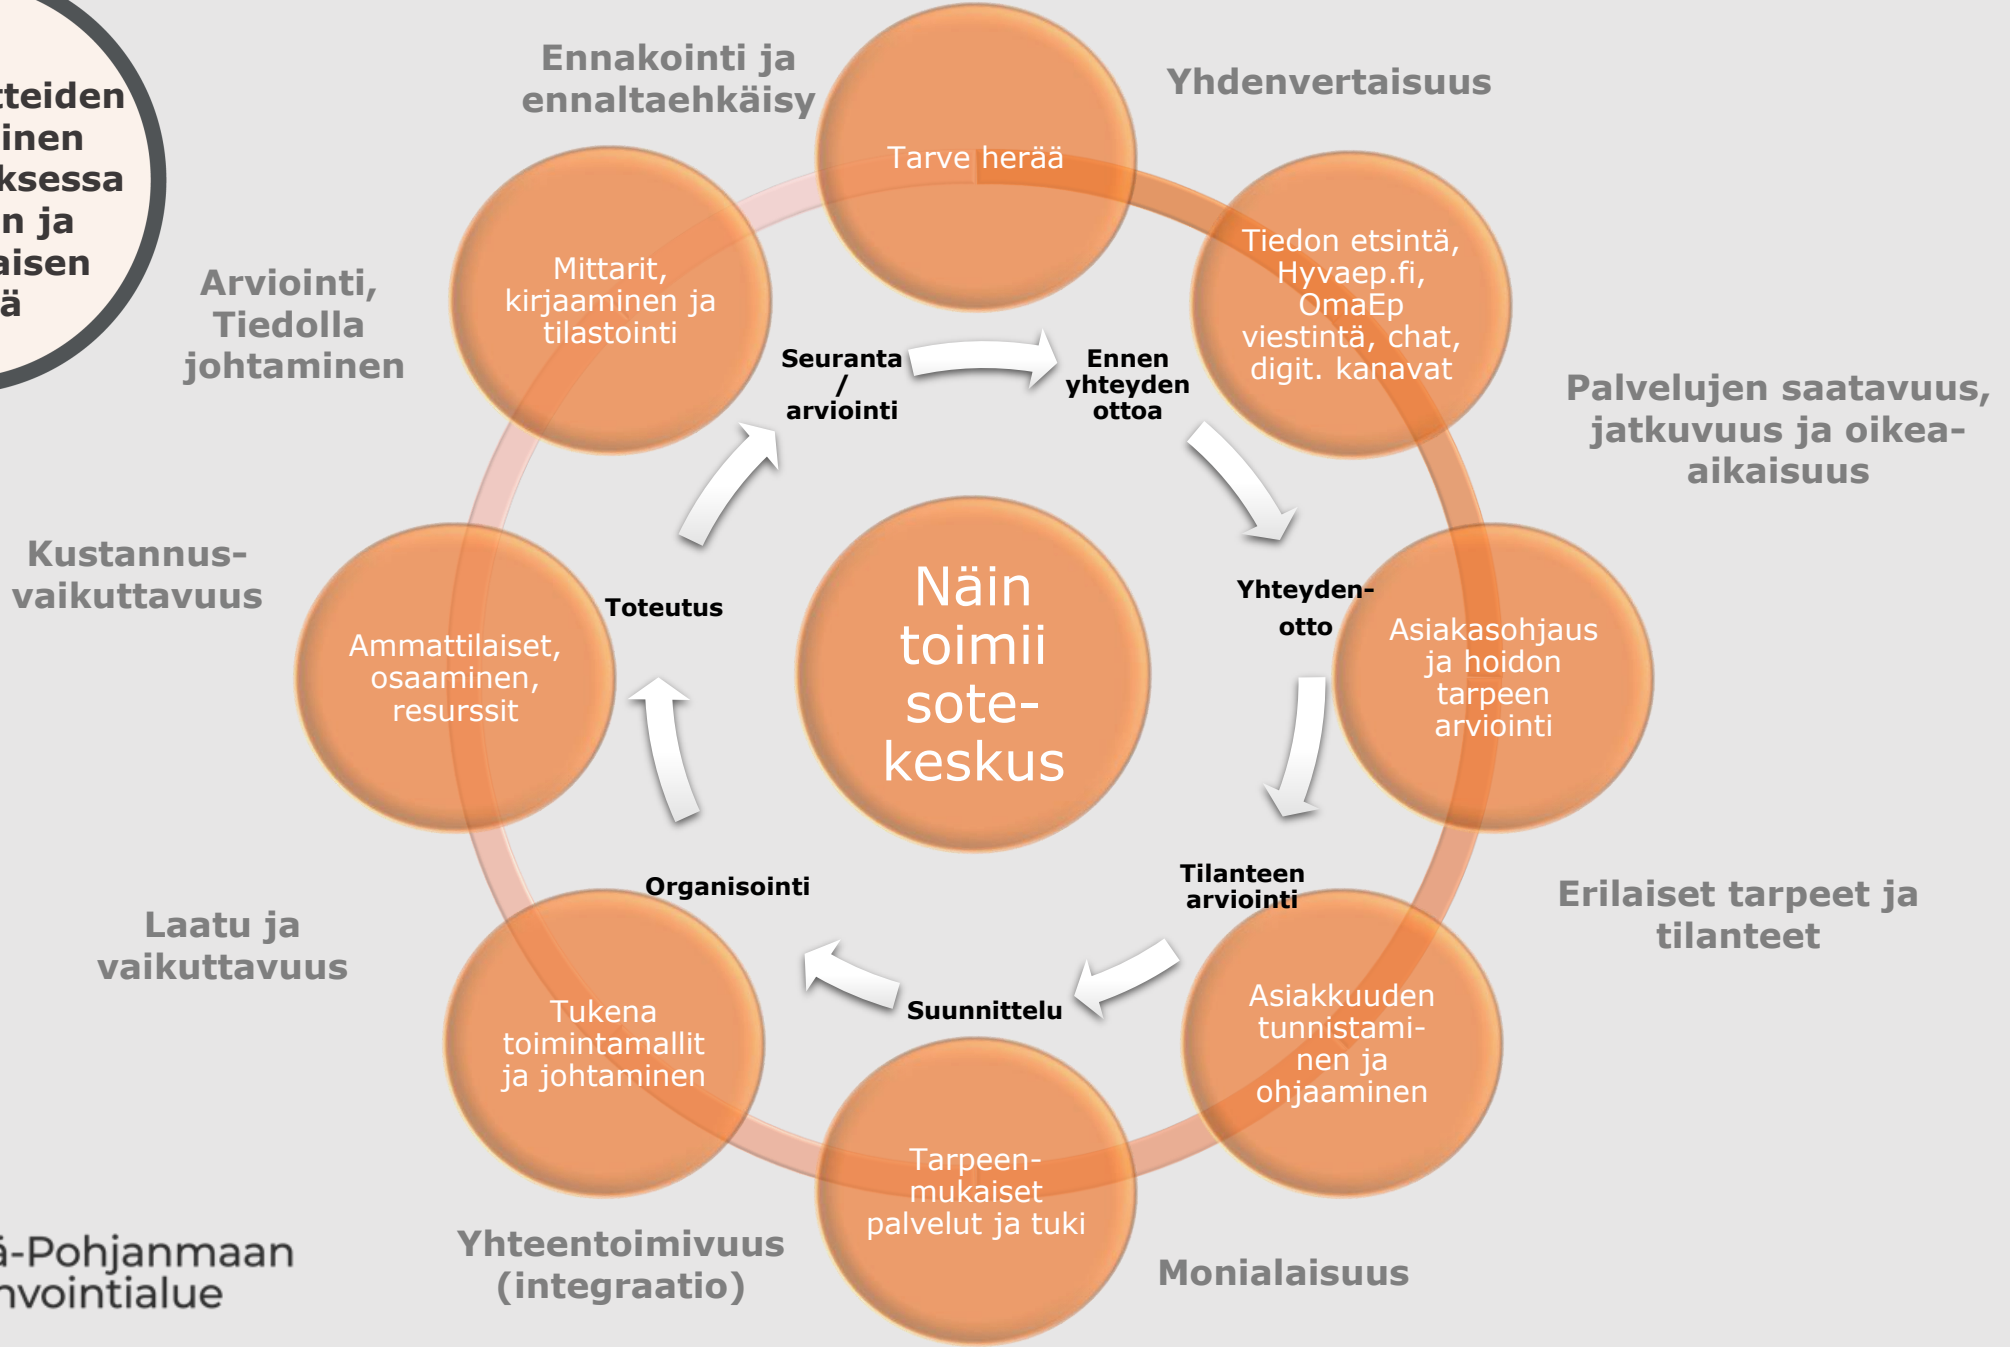 Ennakointi ja
ennaltaehkäisy
Yhdenvertaisuus
ja
Tarve herää
Tiedon etsintä,
Hyvaep.fi,
OmaEp
viestintä, chat,
digit. kanavat
Mittarit,
kirjaaminen ja
tilastointi
Arviointi,
Tiedolla
johtaminen
Seuranta
/
arviointi
Ennen
yhteyden
ottoa
Palvelujen saatavuus,
jatkuvuus ja oikea-
aikaisuus
Kustannus-
vaikuttavuus
Toteutus
Näin
toimii
sote-
keskus
Yhteyden-
otto
Asiakasohjaus
ja hoidon
tarpeen
arviointi
Ammattilaiset,
osaaminen,
resurssit
Organisointi
Tilanteen
arviointi
Erilaiset tarpeet ja
tilanteet
Laatu ja
vaikuttavuus
Tukena
toimintamallit
ja johtaminen
Suunnittelu
Asiakkuuden
tunnistami-
nen ja
ohjaaminen
Tarpeen-
mukaiset
palvelut ja tuki
Yhteentoimivuus
(integraatio)
Monialaisuus
-Pohjanmaan